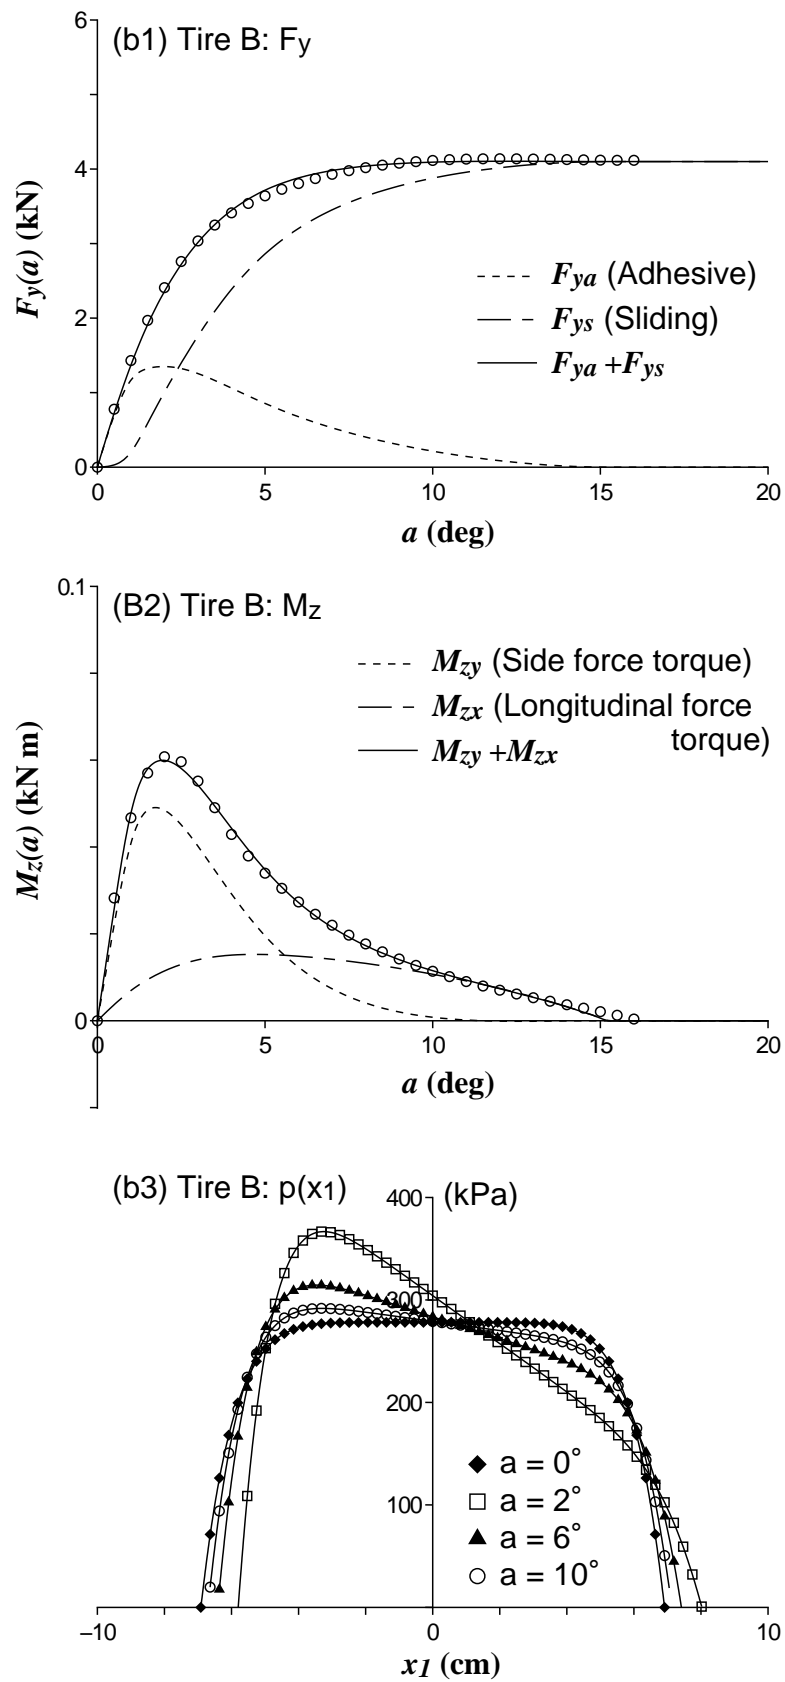 (b1) Tire B: Fy
6
4
2
0
Fy(a) (kN)
Fya (Adhesive)
Fys (Sliding)
Fya +Fys
0 5 10 15 20
a (deg)
(B2) Tire B: Mz
0.1
0
Mz(a) (kN m)
Mzy (Side force torque)
Mzx (Longitudinal force
torque)
Mzy +Mzx
0 5 10 15 20
a (deg)
(b3) Tire B: p(x1)
400 (kPa)
300
200
100
a = 0°
a = 2°
a = 6°
a = 10°
−10 0 10
x1 (cm)